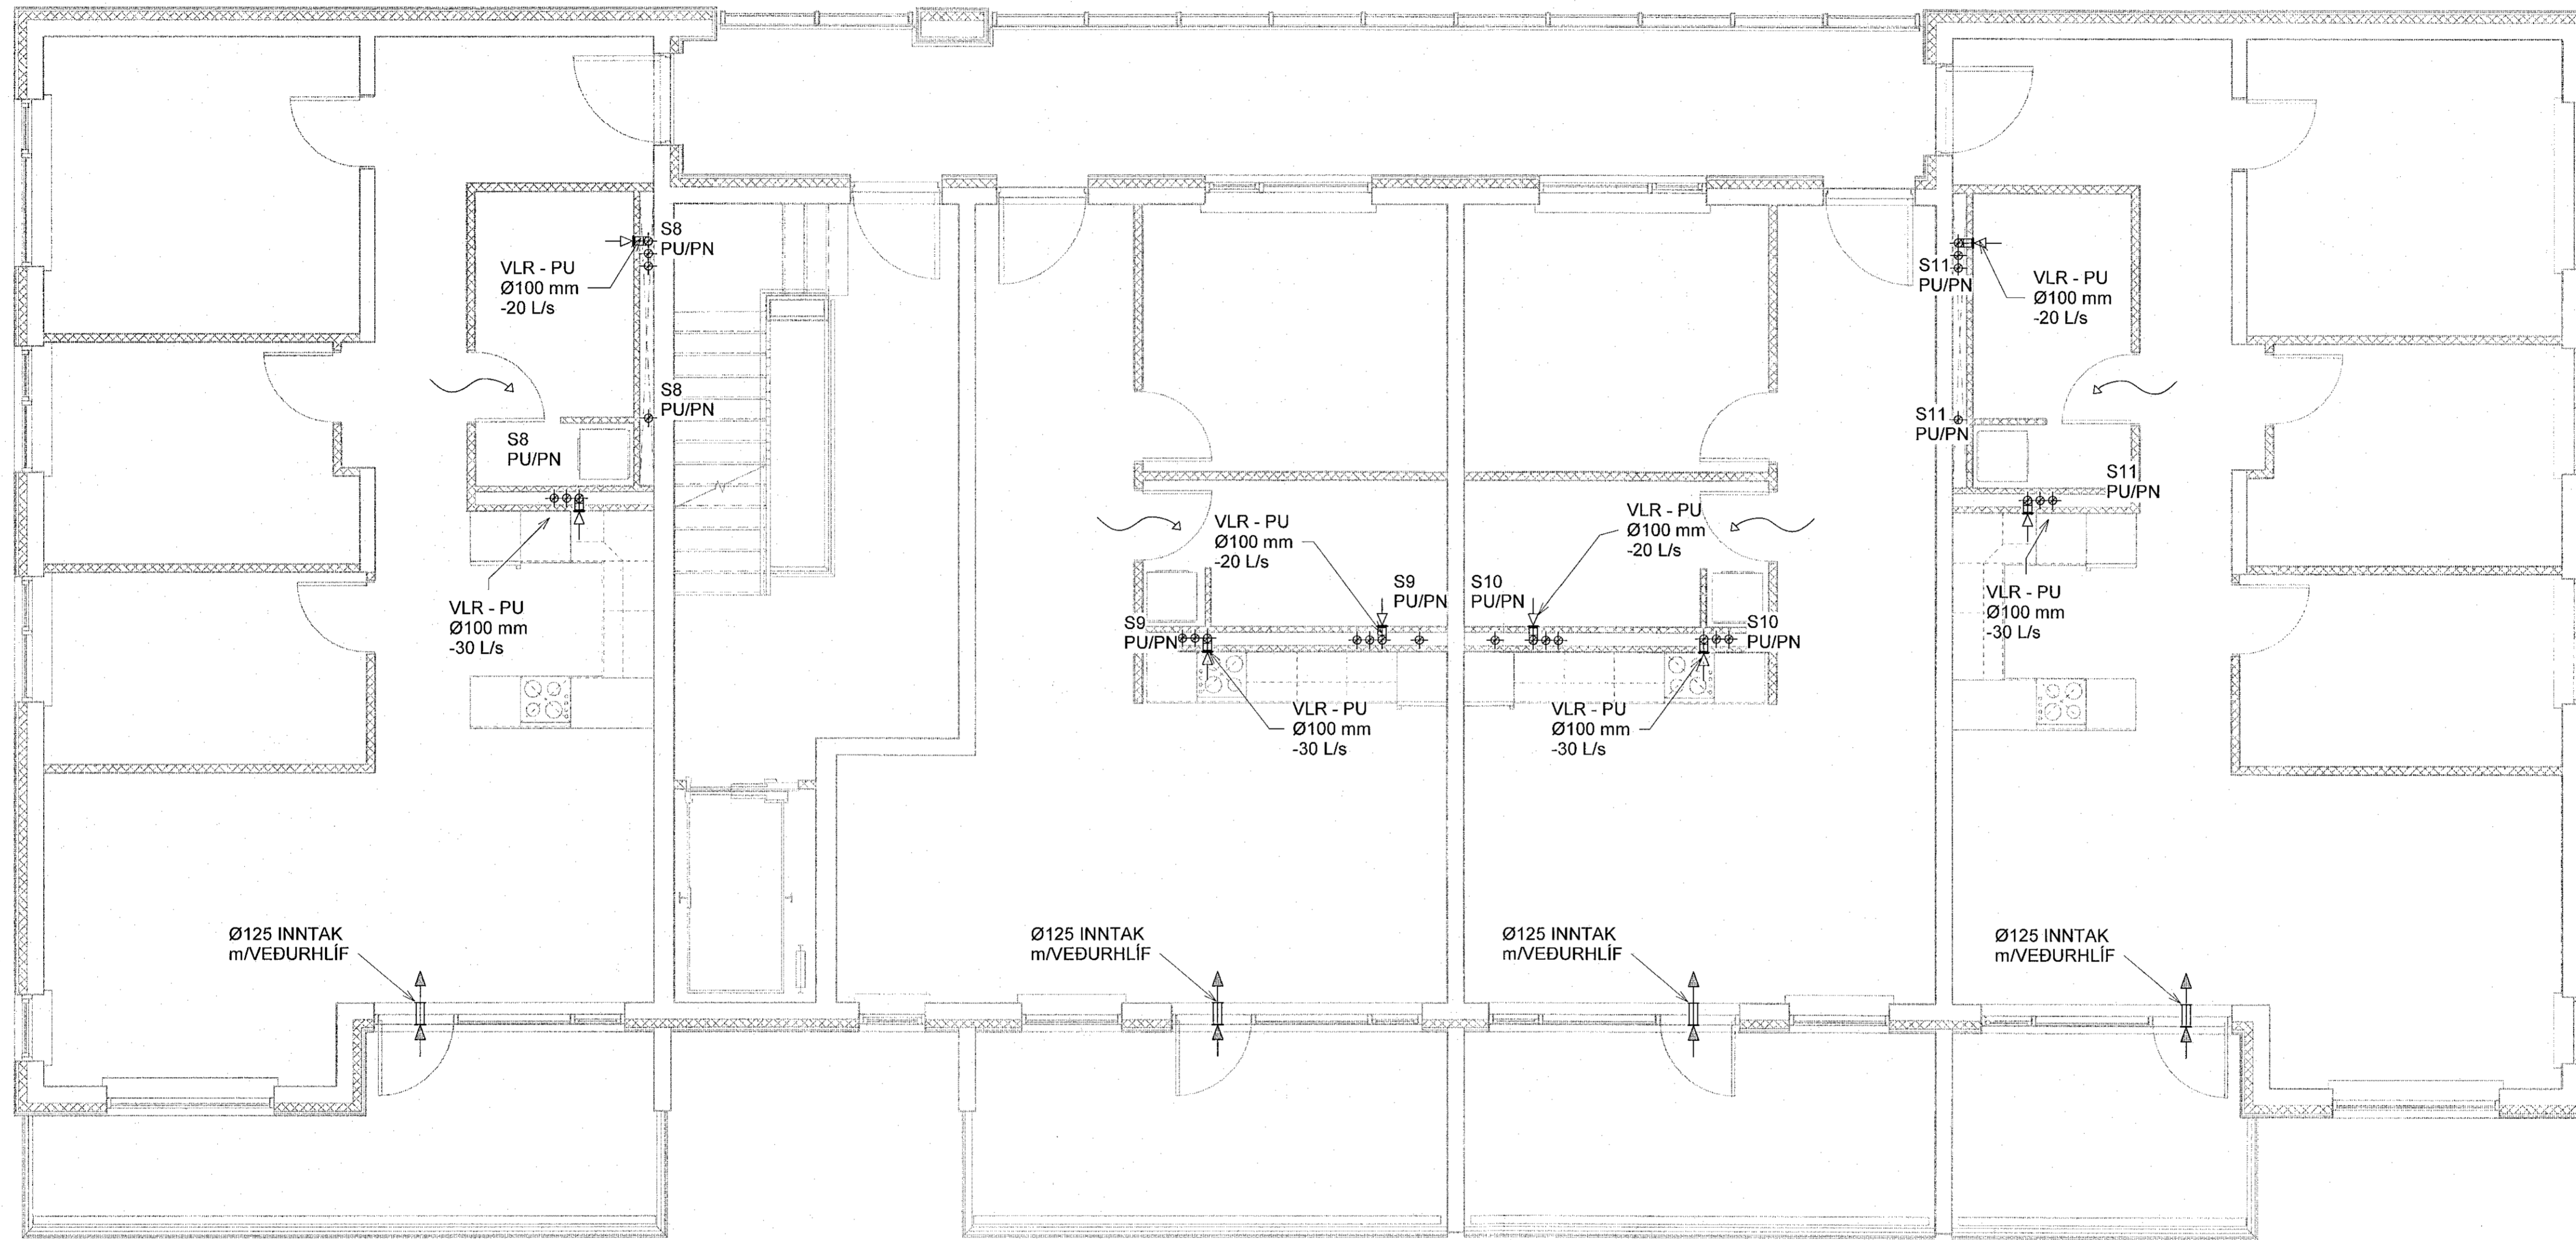 S8
PU/PN
VLR - PU
Ø100 mm
-20 L/s
S8
PU/PN
S8
PU/PN
VLR - PU
Ø100 mm
-30 L/s
Ø125 INNTAK
m/VEÐURHLÍF
VLR - PU
Ø100 mm
-20 L/s
S9
PU/PN
S9
PU/PN
VLR - PU
Ø100 mm
-30 L/s
Ø125 INNTAK
m/VEÐURHLÍF
VLR - PU
Ø100 mm
-20 L/s
S10
PU/PN
S10
PU/PN
VLR - PU
Ø100 mm
-30 L/s
Ø125 INNTAK
m/VEÐURHLÍF
S11
PU/PN
VLR - PU
Ø100 mm
-20 L/s
S11
PU/PN
S11
PU/PN
VLR - PU
Ø100 mm
-30 L/s
Ø125 INNTAK
m/VEÐURHLÍF